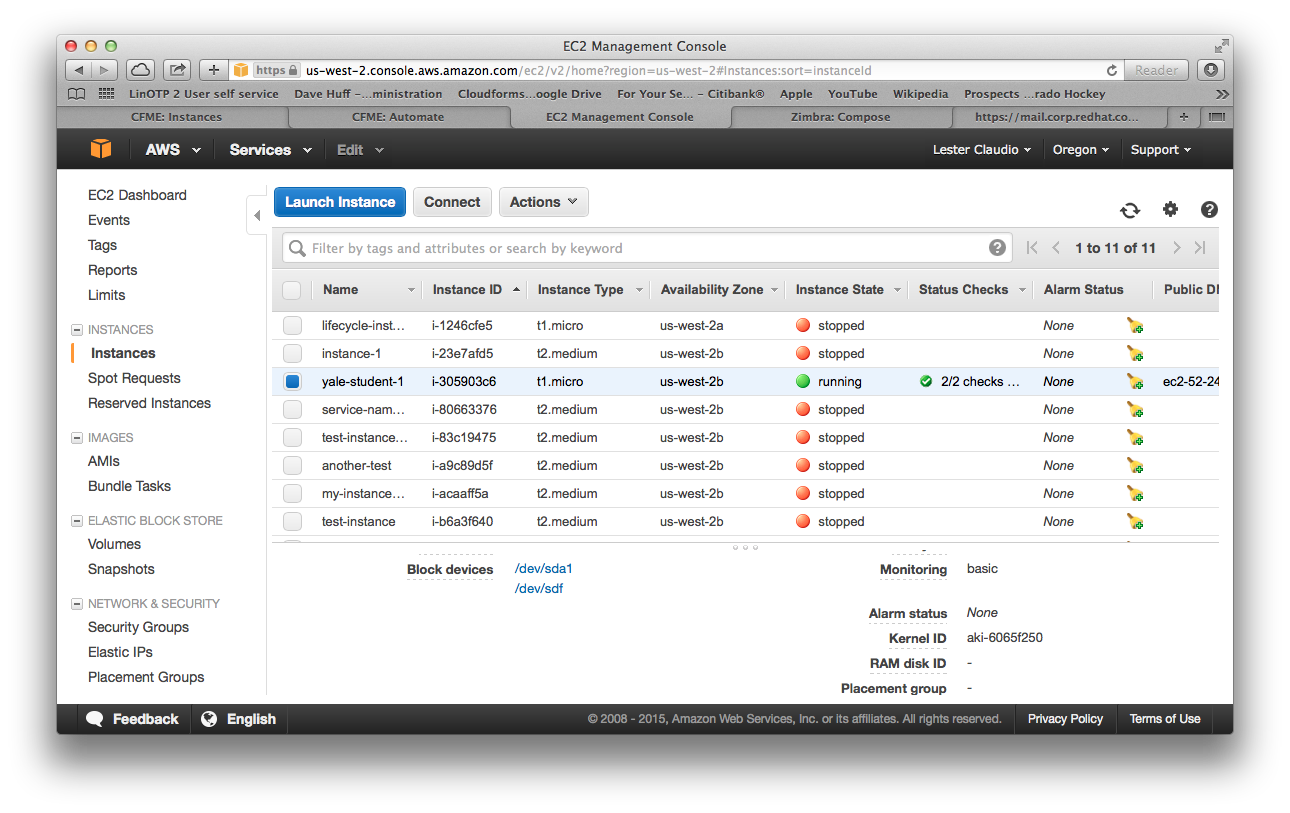 EC2 Management Console
https us-west-2.console.aws.amazon.com/ec2/v2/home?region=us-west-2#Instances:sort=instanceId Reader
LinOTP 2 User self service Dave Huff -...ministration Cloudforms...oogle Drive For Your Se... – Citibank® Apple YouTube Wikipedia Prospects ...rado Hockey
CFME: Instances CFME: Automate EC2 Management Console Zimbra: Compose https://mail.corp.redhat.co...
AWS Services Edit Lester Claudio Oregon Support
EC2 Dashboard
Events
Tags
Reports
Limits
INSTANCES
Instances
Spot Requests
Reserved Instances
IMAGES
AMIs
Bundle Tasks
ELASTIC BLOCK STORE
Volumes
Snapshots
NETWORK & SECURITY
Security Groups
Elastic IPs
Placement Groups
Launch Instance Connect Actions
Filter by tags and attributes or search by keyword 1 to 11 of 11
Name Instance ID Instance Type Availability Zone Instance State Status Checks Alarm Status Public
lifecycle-inst... i-1246cfe5 t1.micro us-west-2a stopped None
instance-1 i-23e7afd5 t2.medium us-west-2b stopped None
yale-student-1 i-305903c6 t1.micro us-west-2b running 2/2 checks ... None ec2-52-24
service-nam... i-80663376 t2.medium us-west-2b stopped None
test-instance... i-83c19475 t2.medium us-west-2b stopped None
another-test i-a9c89d5f t2.medium us-west-2b stopped None
my-instance... i-acaaff5a t2.medium us-west-2b stopped None
test-instance i-b6a3f640 t2.medium us-west-2b stopped None
Block devices /dev/sda1
/dev/sdf
Monitoring basic
Alarm status None
Kernel ID aki-6065f250
RAM disk ID -
Placement group -
Feedback English © 2008 - 2015, Amazon Web Services, Inc. or its affiliates. All rights reserved. Privacy Policy Terms of Use